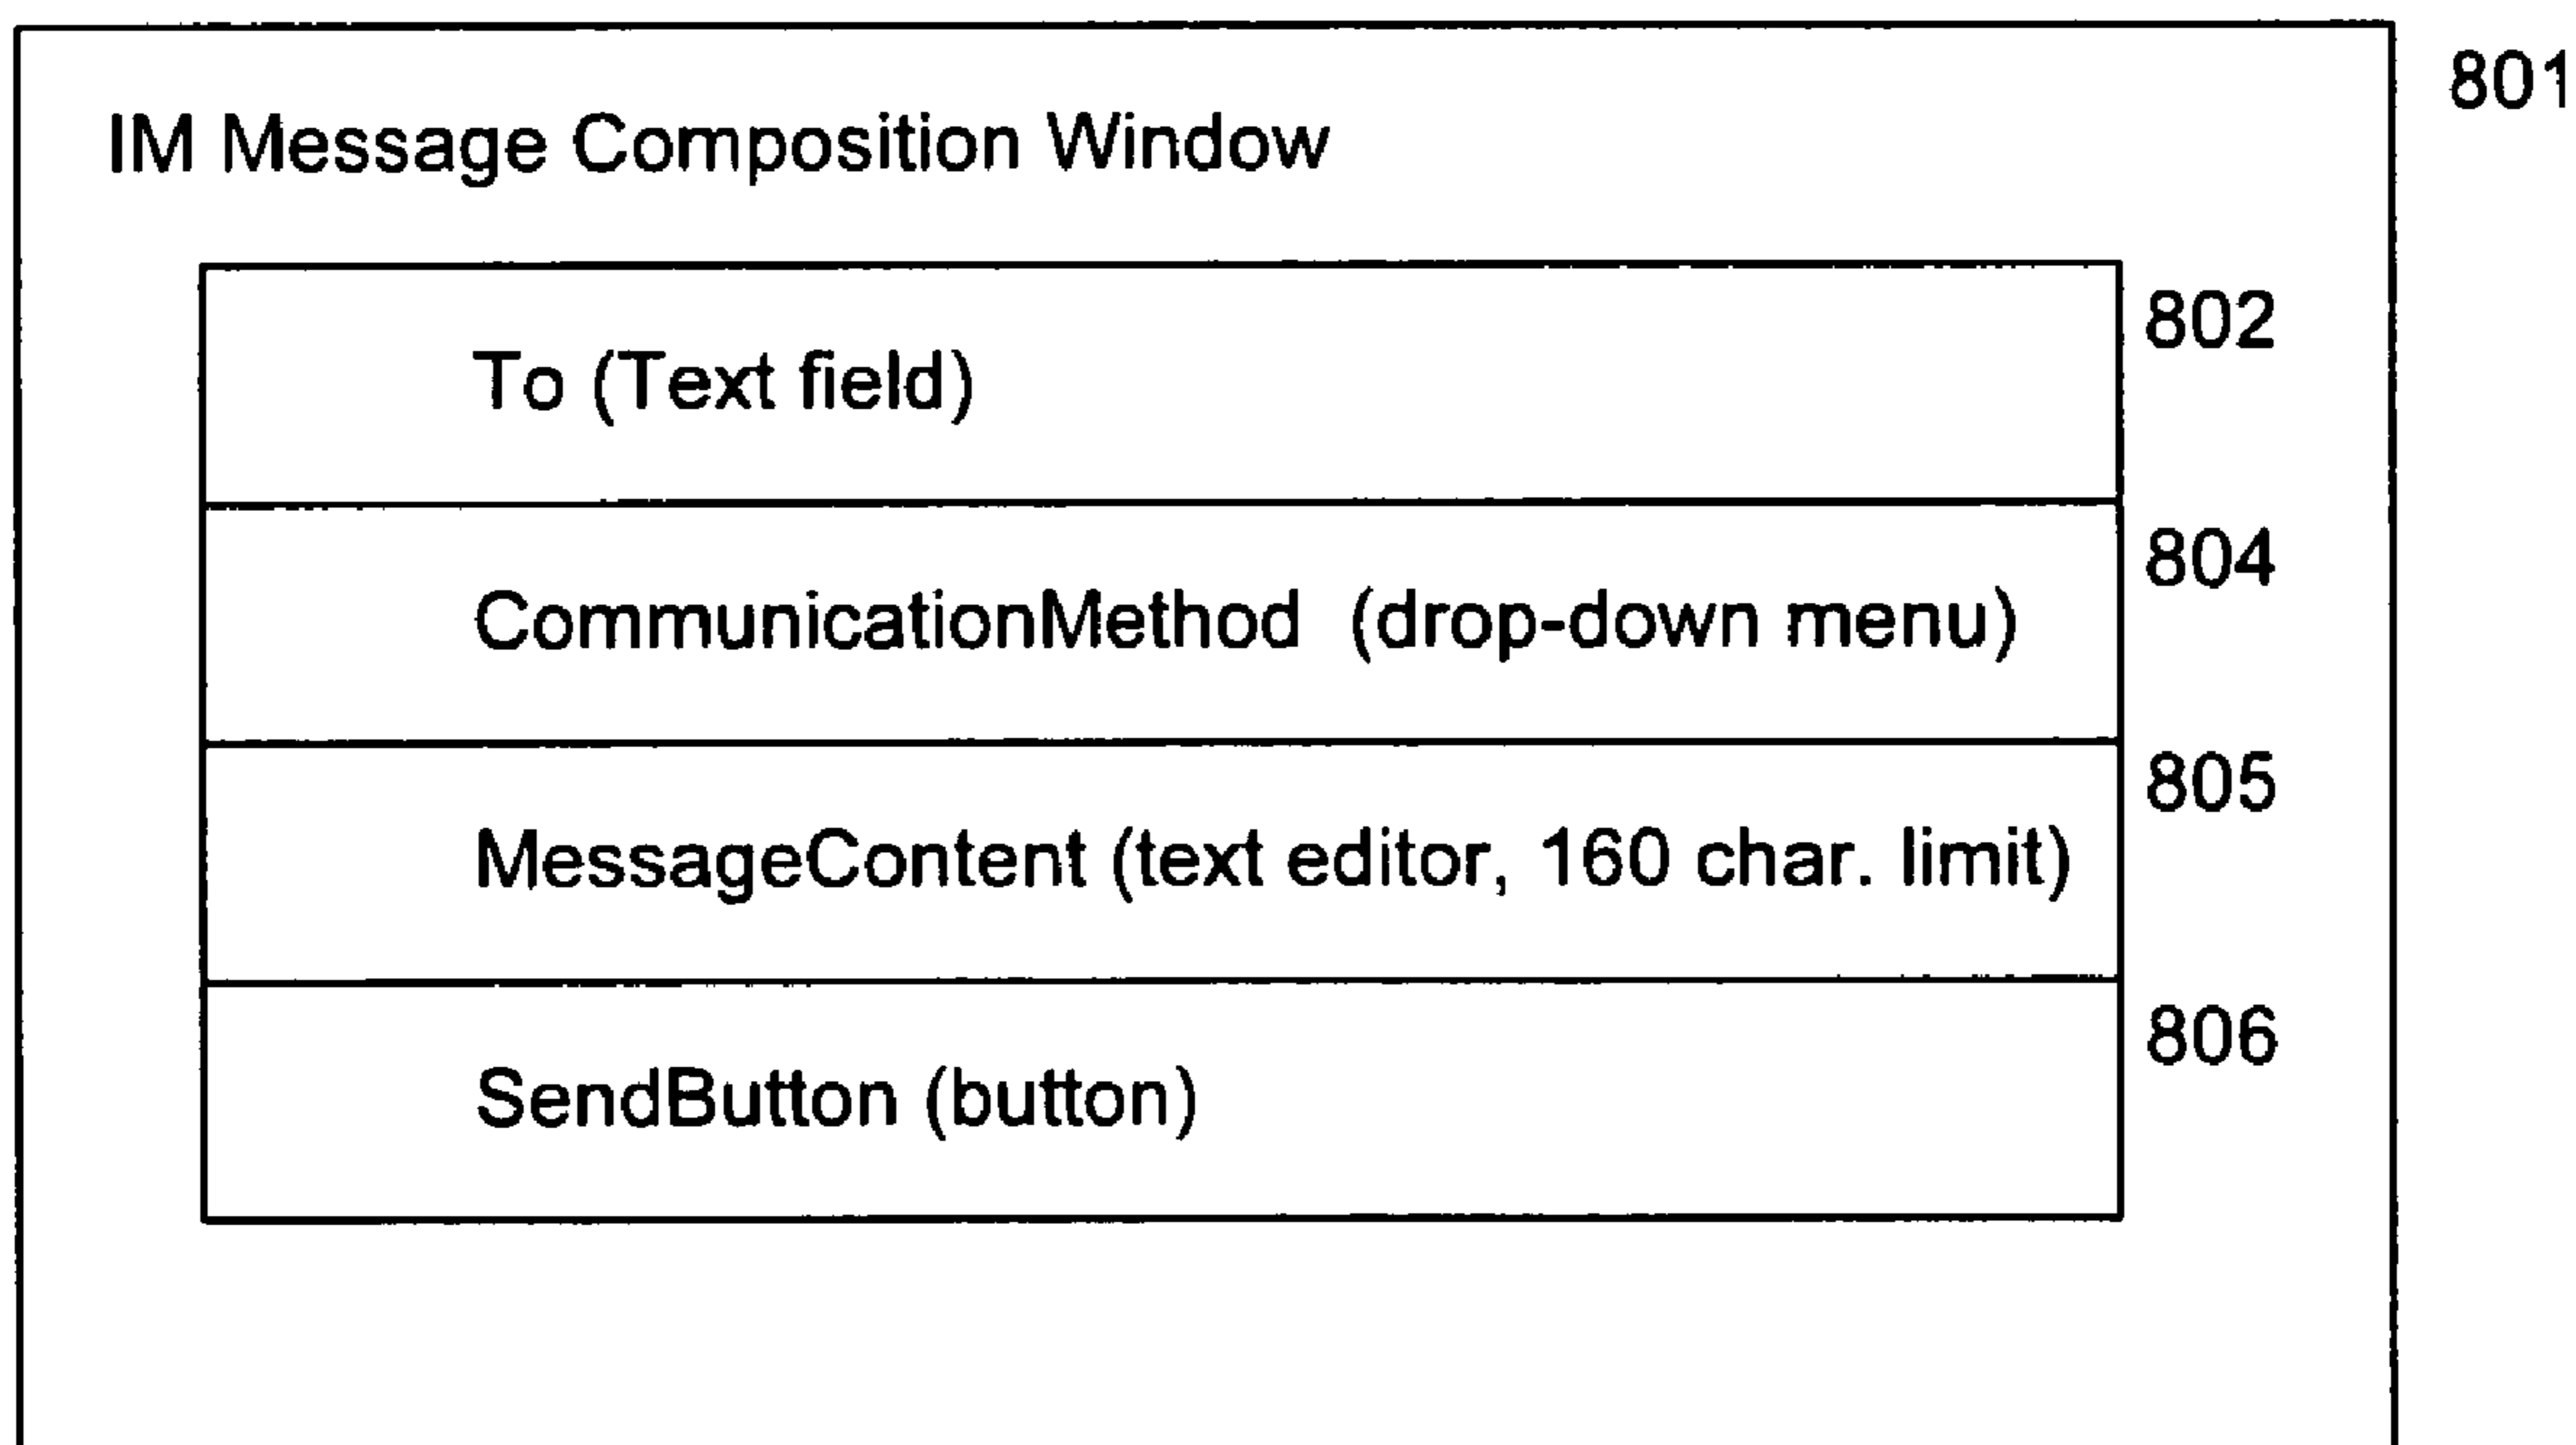 801
IM Message Composition Window
802
To (Text field)
804
CommunicationMethod (drop-down menu)
805
MessageContent (text editor, 160 char. limit)
806
SendButton (button)